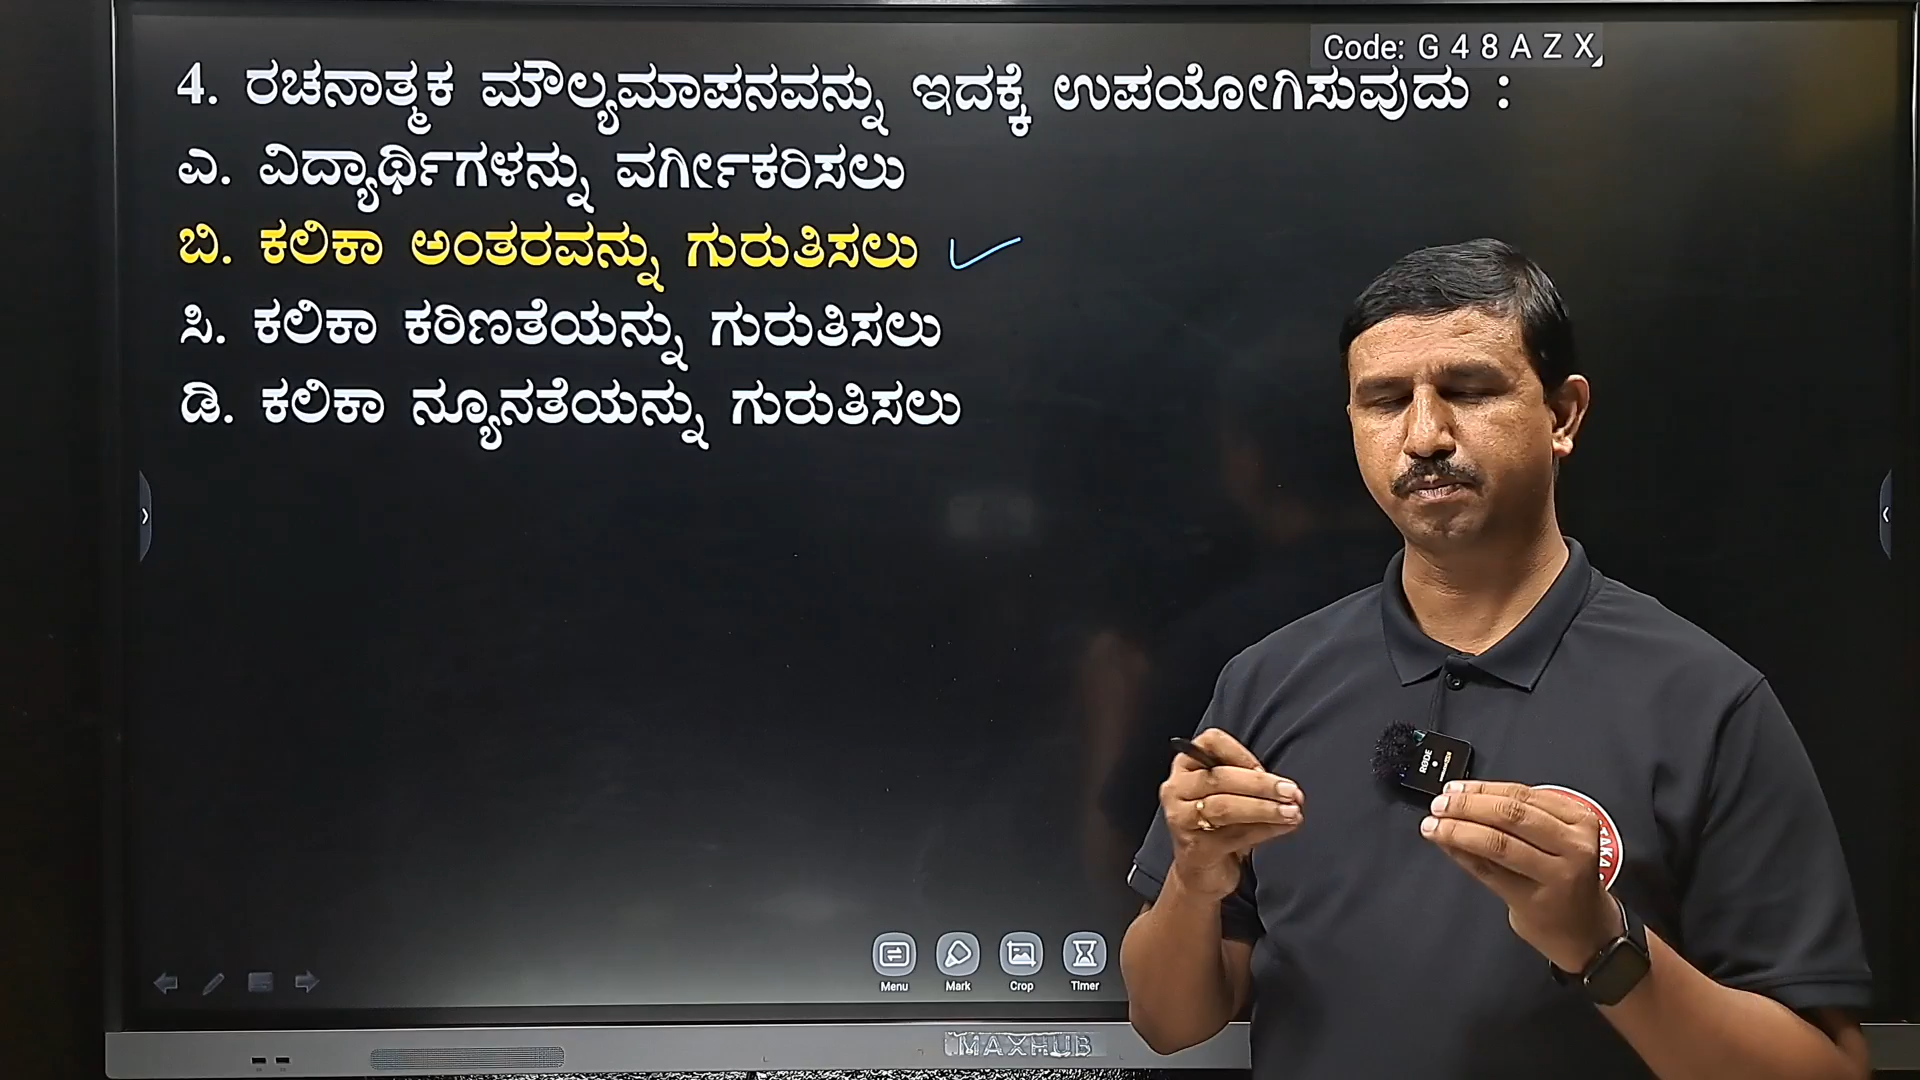 Code: G 4 8 A Z X
4. ರಚನಾತ್ಮಕ ಮೌಲ್ಯಮಾಪನವನ್ನು ಇದಕ್ಕೆ ಉಪಯೋಗಿಸುವುದು :
ಎ. ವಿದ್ಯಾರ್ಥಿಗಳನ್ನು ವರ್ಗೀಕರಿಸಲು
ಬಿ. ಕಲಿಕಾ ಅಂತರವನ್ನು ಗುರುತಿಸಲು
ಸಿ. ಕಲಿಕಾ ಕಠಿಣತೆಯನ್ನು ಗುರುತಿಸಲು
ಡಿ. ಕಲಿಕಾ ನ್ಯೂನತೆಯನ್ನು ಗುರುತಿಸಲು
RØDE
Menu Mark Crop Timer
MAXHUB